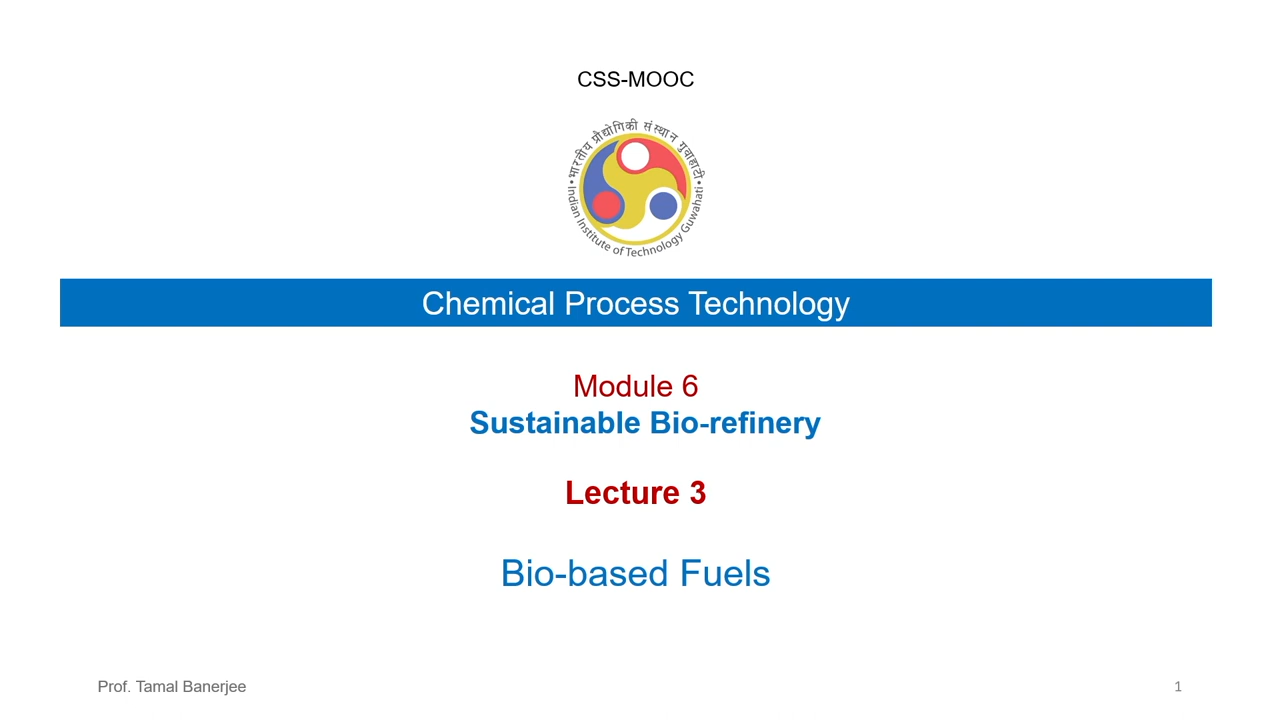 CSS-MOOC
भारतीय प्रौद्योगिकी संस्थान गुवाहाटी
Indian Institute of Technology Guwahati
Chemical Process Technology
Module 6
Sustainable Bio-refinery
Lecture 3
Bio-based Fuels
Prof. Tamal Banerjee
1